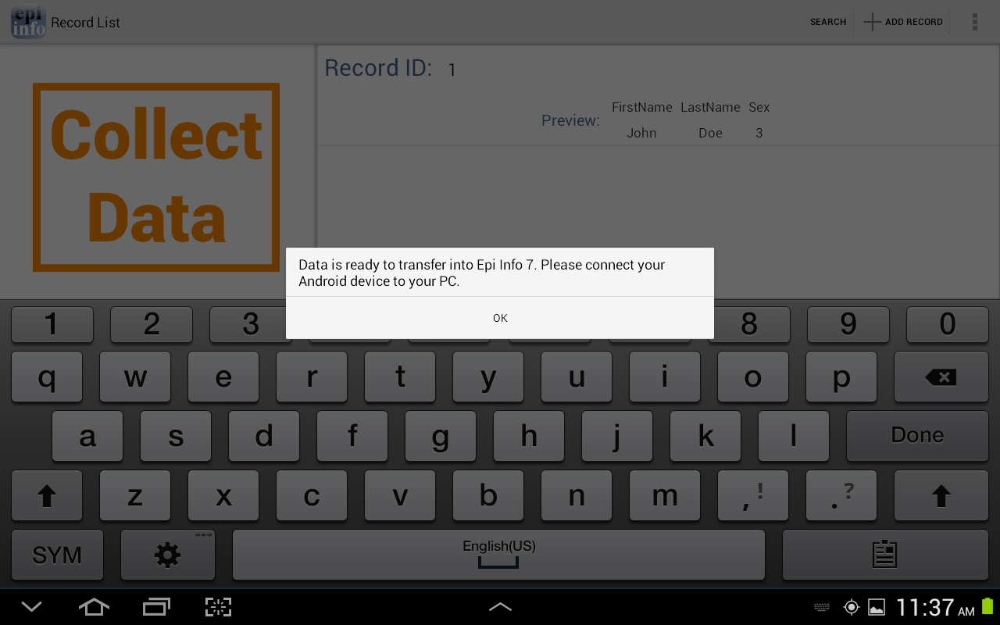 epi
info
Record List
SEARCH
ADD RECORD
Collect
Data
Record ID: 1
Preview:
FirstName LastName Sex
John Doe 3
Data is ready to transfer into Epi Info 7. Please connect your
Android device to your PC.
OK
1 2 3 8 9 0
q w e r t y u i o p
a s d f g h j k l Done
z x c v b n m , ! . ?
SYM English(US)
11:37 AM